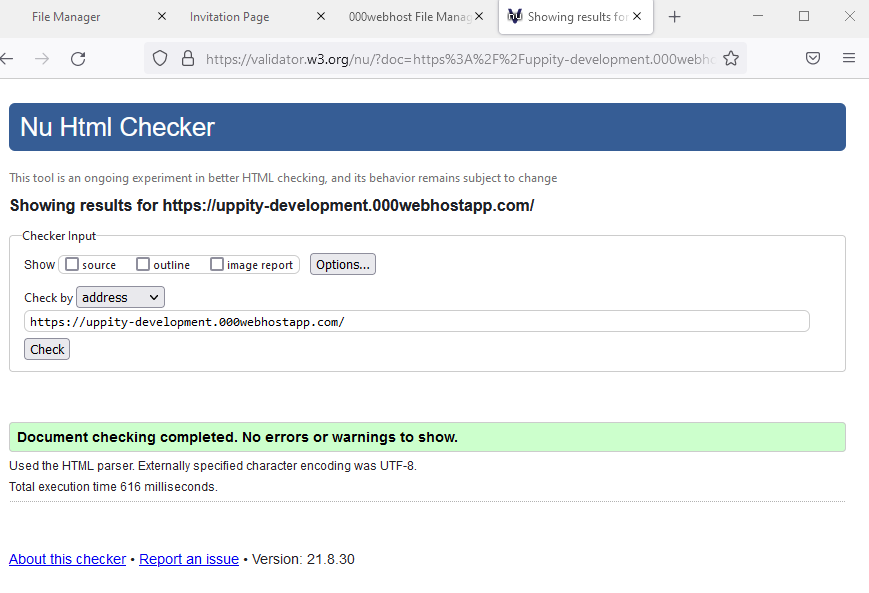 File Manager
Invitation Page
000webhost File Manag
Showing results for
https://validator.w3.org/nu/?doc=https%3A%2F%2Fuppity-development.000webho
Nu Html Checker
This tool is an ongoing experiment in better HTML checking, and its behavior remains subject to change
Showing results for https://uppity-development.000webhostapp.com/
Checker Input
Show source outline image report Options...
Check by address
https://uppity-development.000webhostapp.com/
Check
Document checking completed. No errors or warnings to show.
Used the HTML parser. Externally specified character encoding was UTF-8.
Total execution time 616 milliseconds.
About this checker • Report an issue • Version: 21.8.30